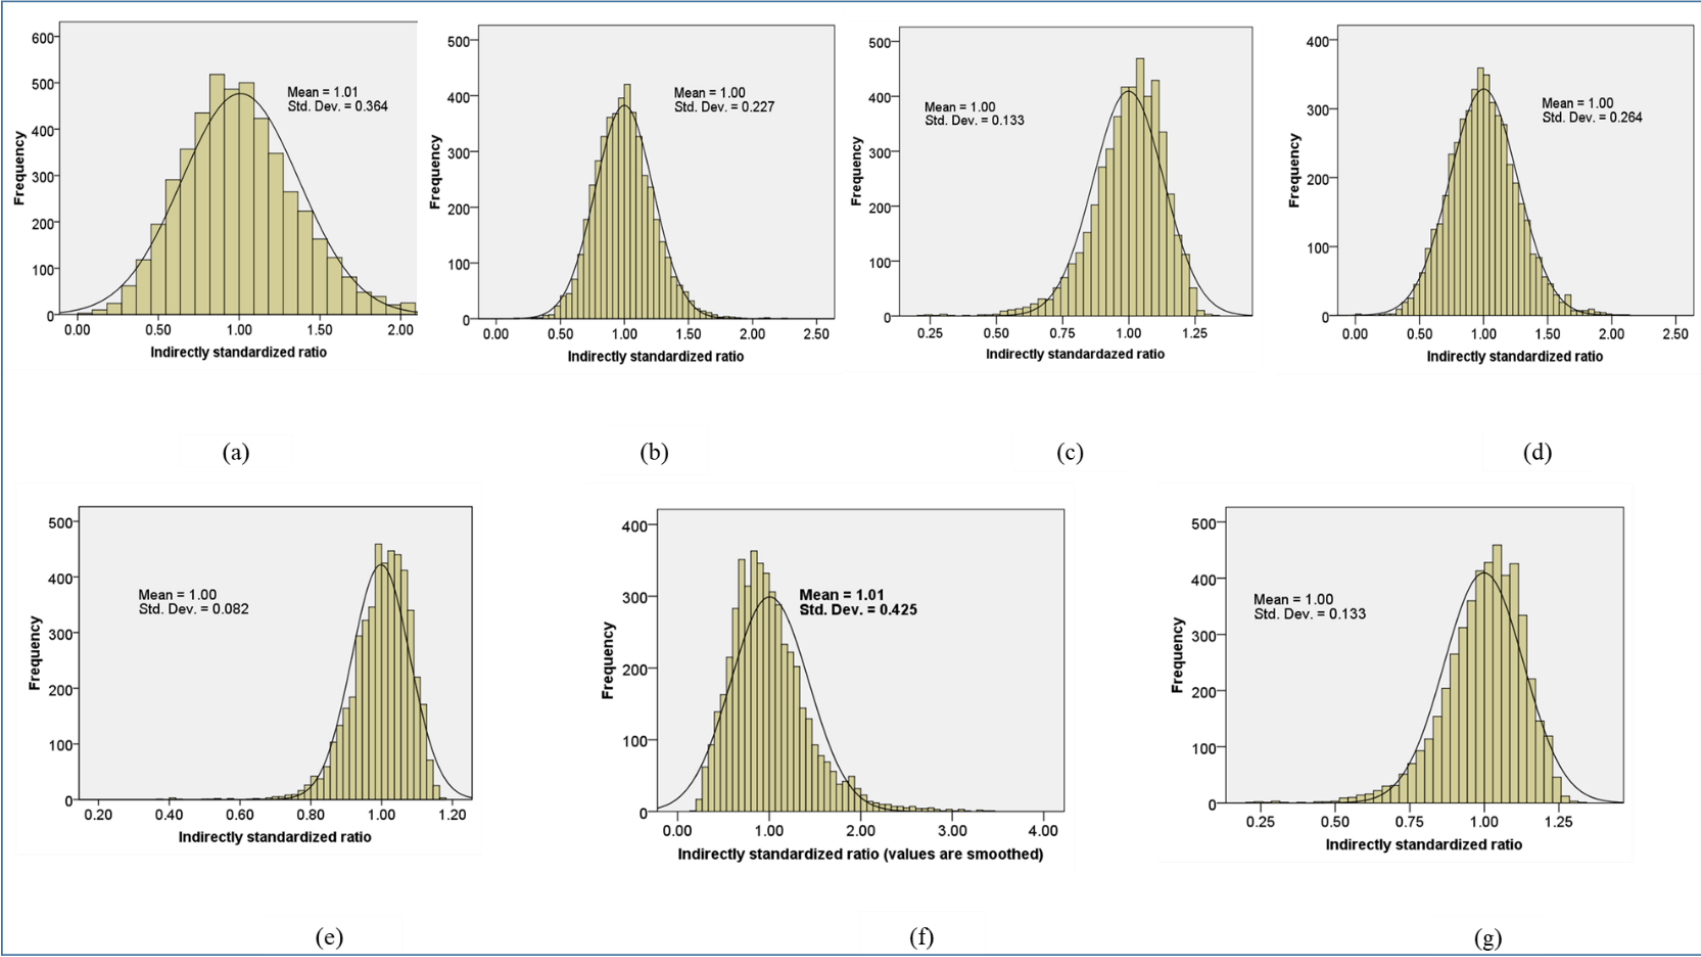 600
500
400
300
200
100
0
Frequency
Mean = 1.01
Std. Dev. = 0.364
0.00 0.50 1.00 1.50 2.00
Indirectly standardized ratio
(a)
500
400
300
200
100
0
Frequency
Mean = 1.00
Std. Dev. = 0.227
0.00 0.50 1.00 1.50 2.00 2.50
Indirectly standardized ratio
(b)
500
400
300
200
100
0
Frequency
Mean = 1.00
Std. Dev. = 0.133
0.25 0.50 0.75 1.00 1.25
Indirectly standardazed ratio
(c)
400
300
200
100
0
Frequency
Mean = 1.00
Std. Dev. = 0.264
0.00 0.50 1.00 1.50 2.00 2.50
Indirectly standardized ratio
(d)
500
400
300
200
100
0
Frequency
Mean = 1.00
Std. Dev. = 0.082
0.20 0.40 0.60 0.80 1.00 1.20
Indirectly standardized ratio
(e)
400
300
200
100
0
Frequency
Mean = 1.01
Std. Dev. = 0.425
0.00 1.00 2.00 3.00 4.00
Indirectly standardized ratio (values are smoothed)
(f)
500
400
300
200
100
0
Frequency
Mean = 1.00
Std. Dev. = 0.133
0.25 0.50 0.75 1.00 1.25
Indirectly standardized ratio
(g)